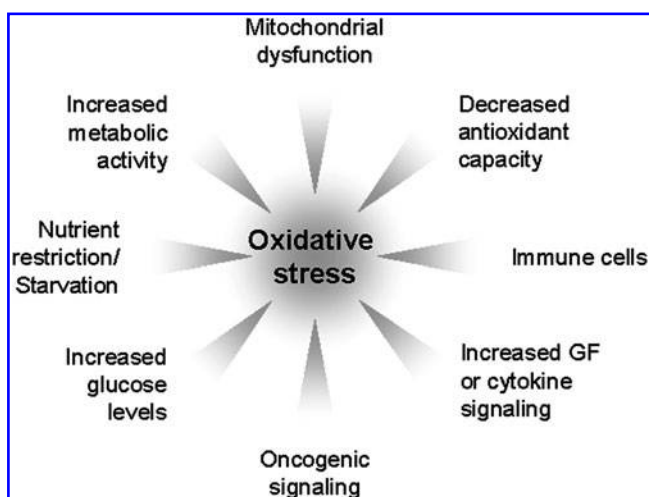 Mitochondrial
dysfunction
Increased
metabolic
activity
Decreased
antioxidant
capacity
Nutrient
restriction/
Starvation
Oxidative
stress
Immune cells
Increased
glucose
levels
Increased GF
or cytokine
signaling
Oncogenic
signaling